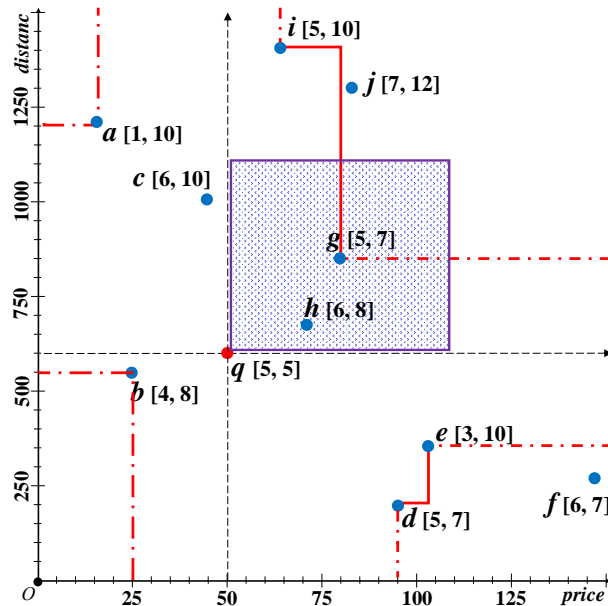 distanc
i [5, 10]
j [7, 12]
1250
a [1, 10]
c [6, 10]
1000
g [5, 7]
750
h [6, 8]
q [5, 5]
500
b [4, 8]
e [3, 10]
250
d [5, 7]
f [6, 7]
O
25
50
75
100
125
price